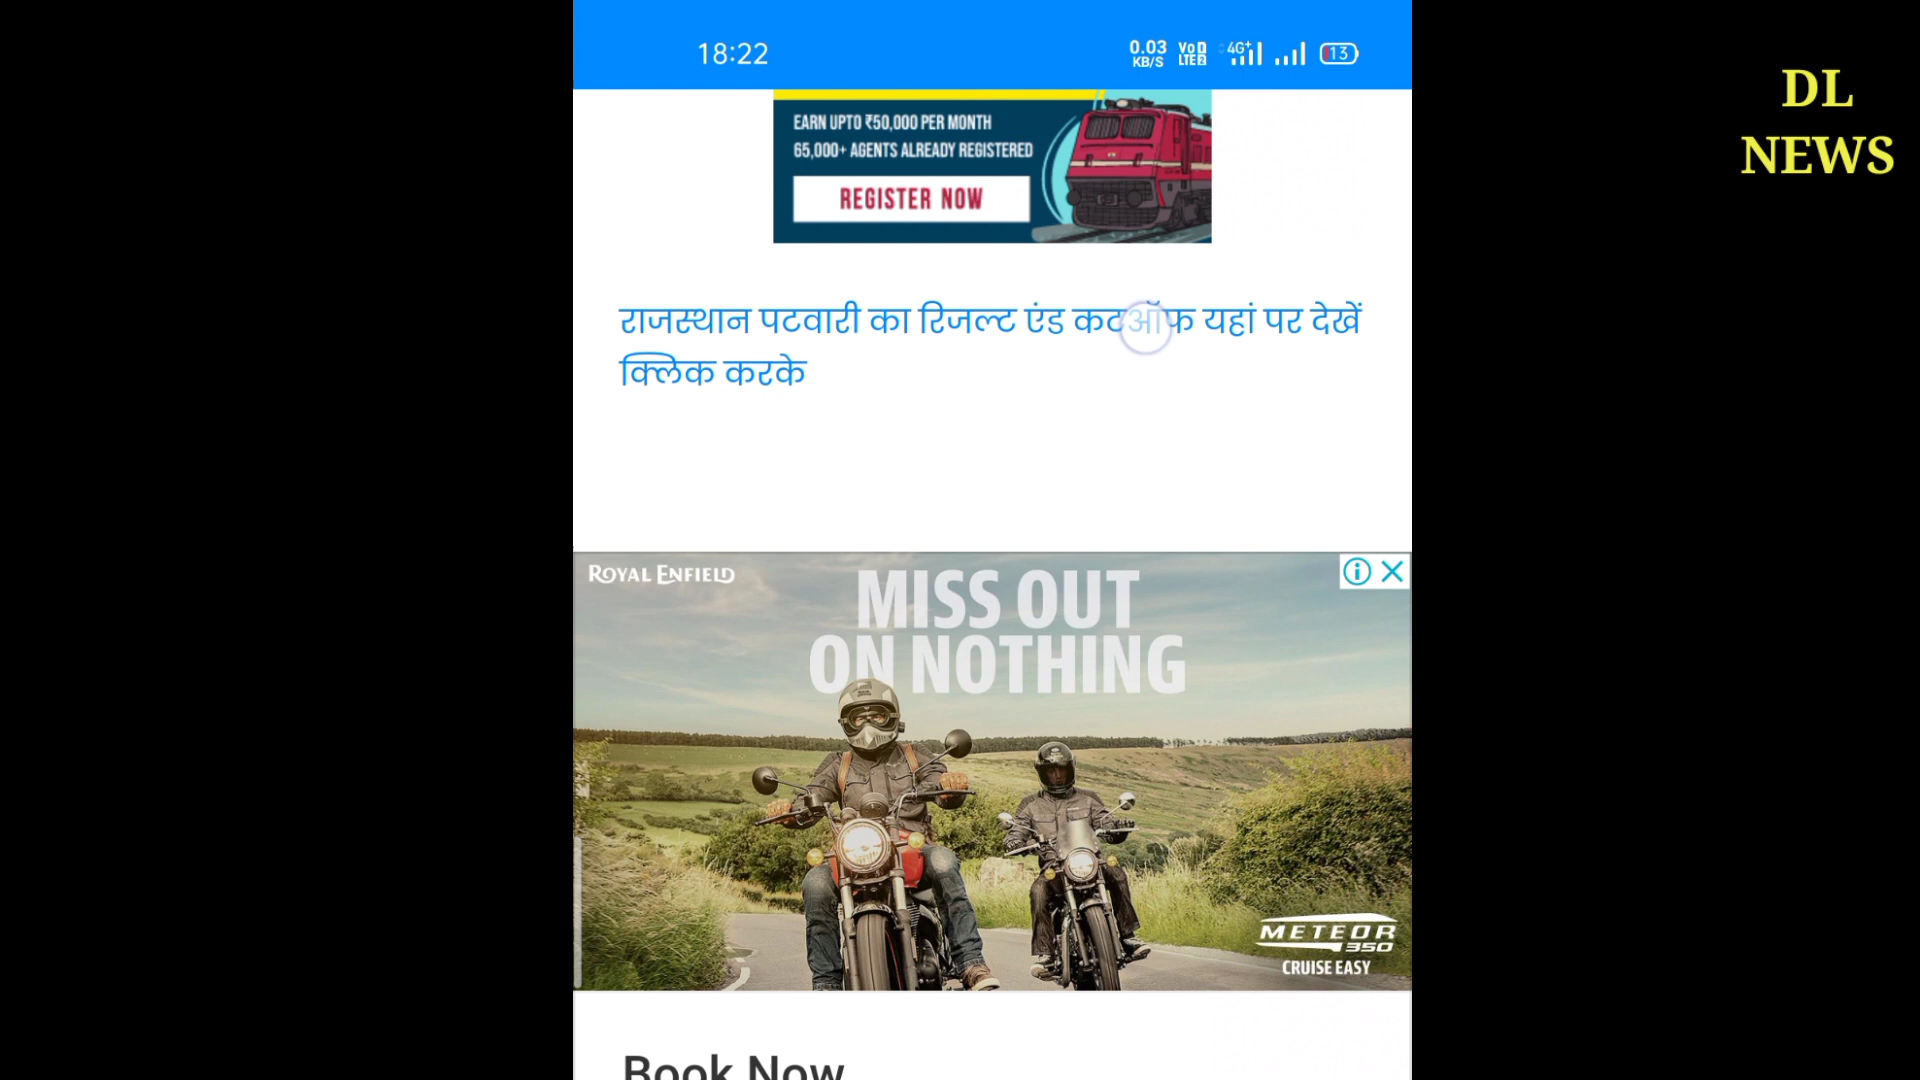 18:22
0.03
KB/S
VoD
LTE2
4G+
13
DL
NEWS
EARN UPTO ₹50,000 PER MONTH
65,000+ AGENTS ALREADY REGISTERED
REGISTER NOW
राजस्थान पटवारी का रिजल्ट एंड कटऑफ यहां पर देखें
क्लिक करके
ROYAL ENFIELD
MISS OUT
ON NOTHING
METEOR
350
CRUISE EASY
Book Now